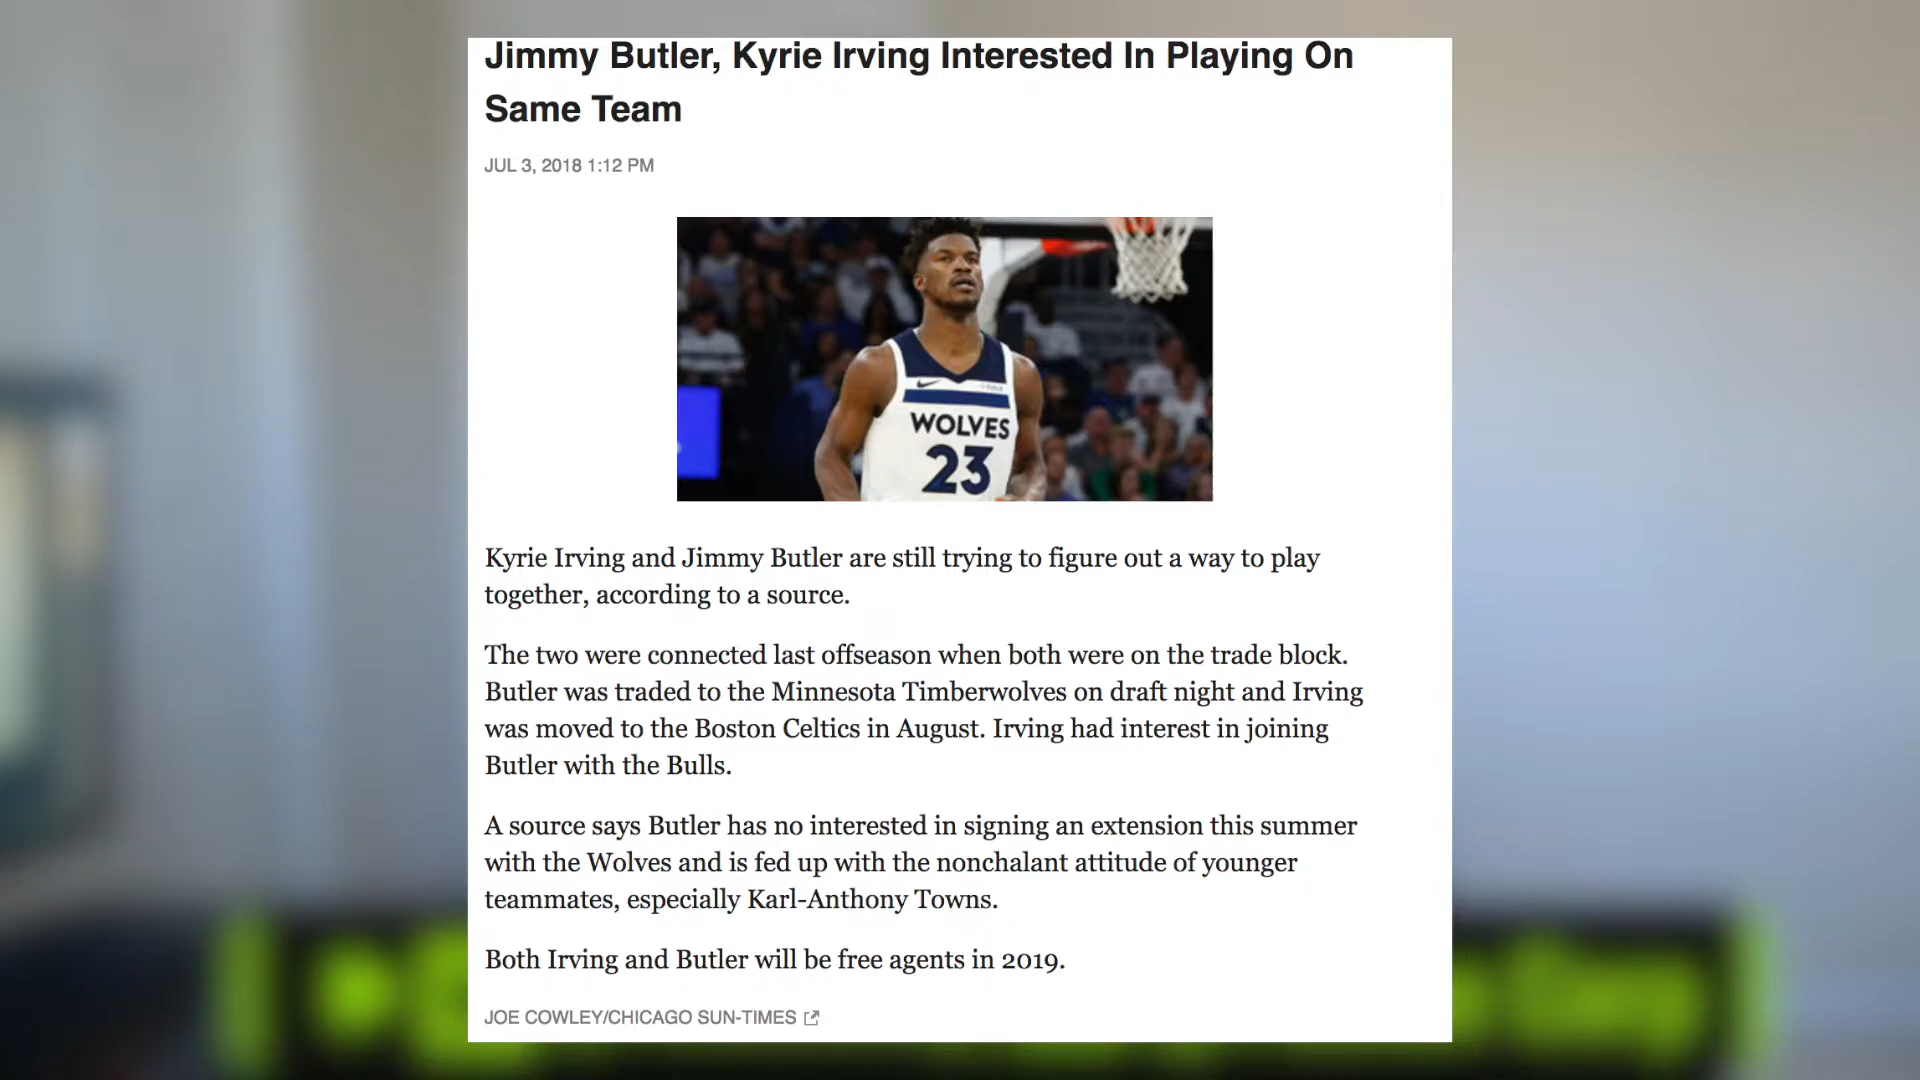 Jimmy Butler, Kyrie Irving Interested In Playing On
Same Team
JUL 3, 2018 1:12 PM
WOLVES
23
Kyrie Irving and Jimmy Butler are still trying to figure out a way to play
together, according to a source.
The two were connected last offseason when both were on the trade block.
Butler was traded to the Minnesota Timberwolves on draft night and Irving
was moved to the Boston Celtics in August. Irving had interest in joining
Butler with the Bulls.
A source says Butler has no interested in signing an extension this summer
with the Wolves and is fed up with the nonchalant attitude of younger
teammates, especially Karl-Anthony Towns.
Both Irving and Butler will be free agents in 2019.
JOE COWLEY/CHICAGO SUN-TIMES